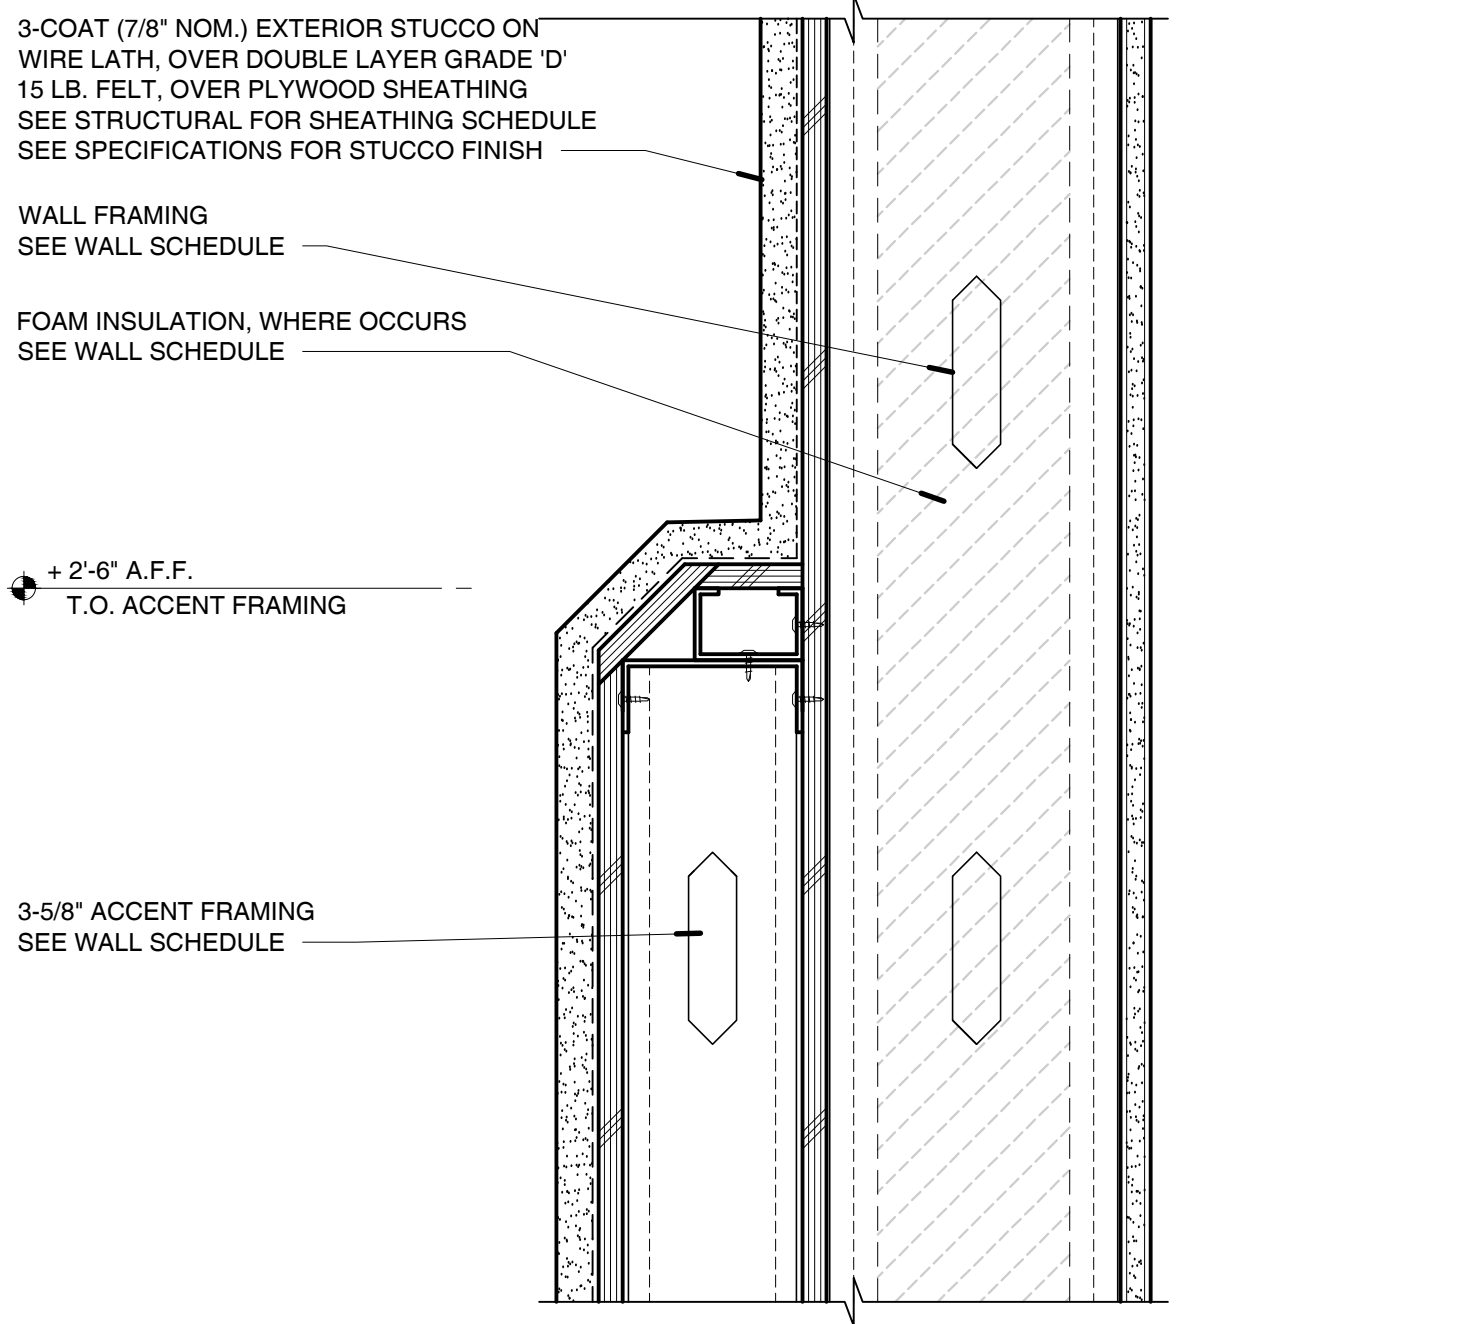 3-COAT (7/8" NOM.) EXTERIOR STUCCO ON
WIRE LATH, OVER DOUBLE LAYER GRADE 'D'
15 LB. FELT, OVER PLYWOOD SHEATHING
SEE STRUCTURAL FOR SHEATHING SCHEDULE
SEE SPECIFICATIONS FOR STUCCO FINISH
WALL FRAMING
SEE WALL SCHEDULE
FOAM INSULATION, WHERE OCCURS
SEE WALL SCHEDULE
+ 2'-6" A.F.F.
T.O. ACCENT FRAMING
3-5/8" ACCENT FRAMING
SEE WALL SCHEDULE